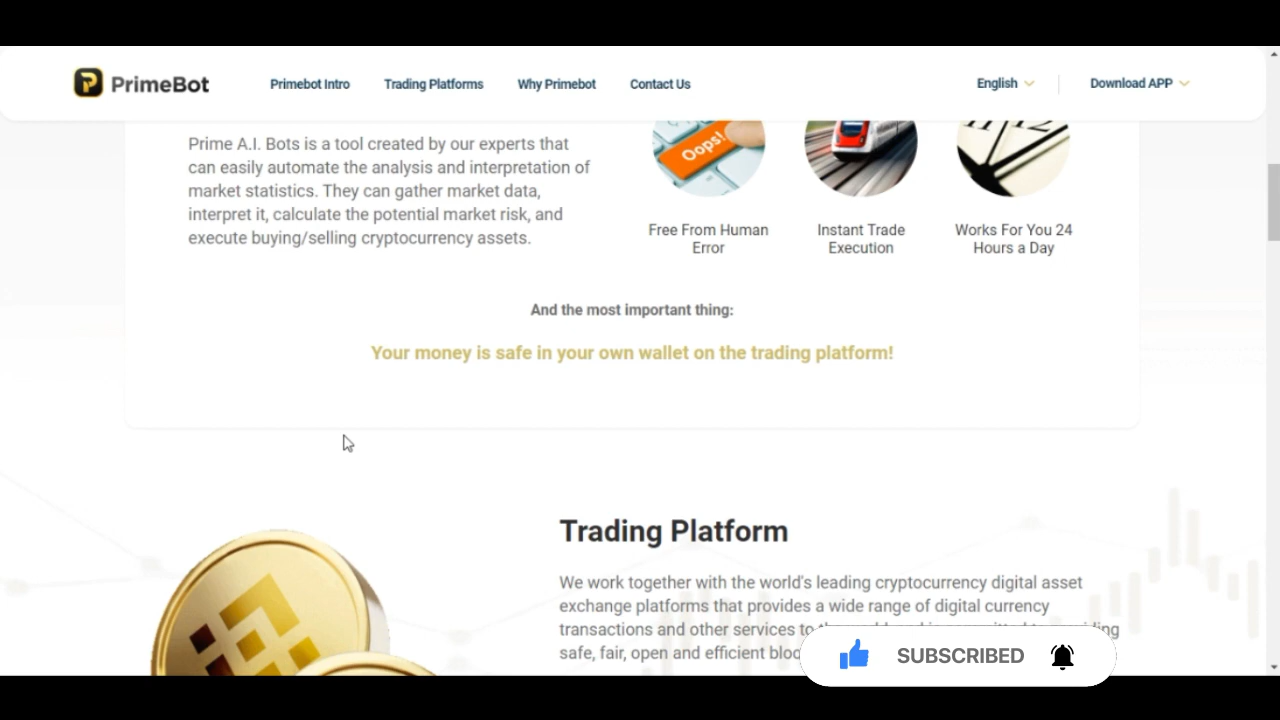 PrimeBot
Primebot Intro
Trading Platforms
Why Primebot
Contact Us
English
Download APP
Prime A.I. Bots is a tool created by our experts that
can easily automate the analysis and interpretation of
market statistics. They can gather market data,
interpret it, calculate the potential market risk, and
execute buying/selling cryptocurrency assets.
Oops!
11 12
Free From Human
Error
Instant Trade
Execution
Works For You 24
Hours a Day
And the most important thing:
Your money is safe in your own wallet on the trading platform!
Trading Platform
We work together with the world's leading cryptocurrency digital asset
exchange platforms that provides a wide range of digital currency
transactions and other services to
safe, fair, open and efficient
SUBSCRIBED